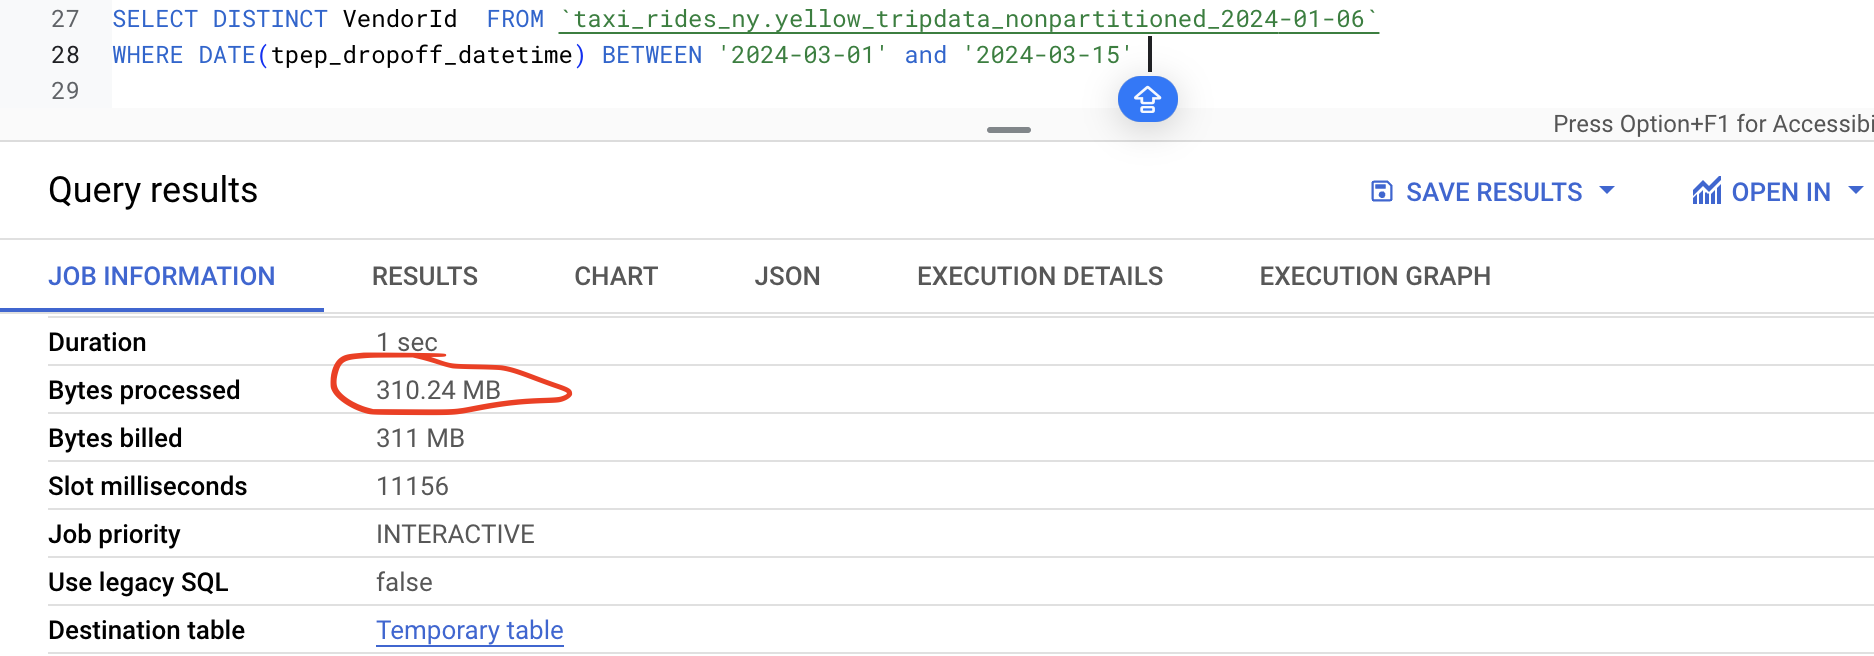 27 SELECT DISTINCT VendorId  FROM `taxi_rides_ny.yellow_tripdata_nonpartitioned_2024-01-06`
28 WHERE DATE(tpep_dropoff_datetime) BETWEEN '2024-03-01' and '2024-03-15'
29
Press Option+F1 for Accessibi
Query results
SAVE RESULTS
OPEN IN
JOB INFORMATION RESULTS CHART JSON EXECUTION DETAILS EXECUTION GRAPH
Duration 1 sec
Bytes processed 310.24 MB
Bytes billed 311 MB
Slot milliseconds 11156
Job priority INTERACTIVE
Use legacy SQL false
Destination table Temporary table